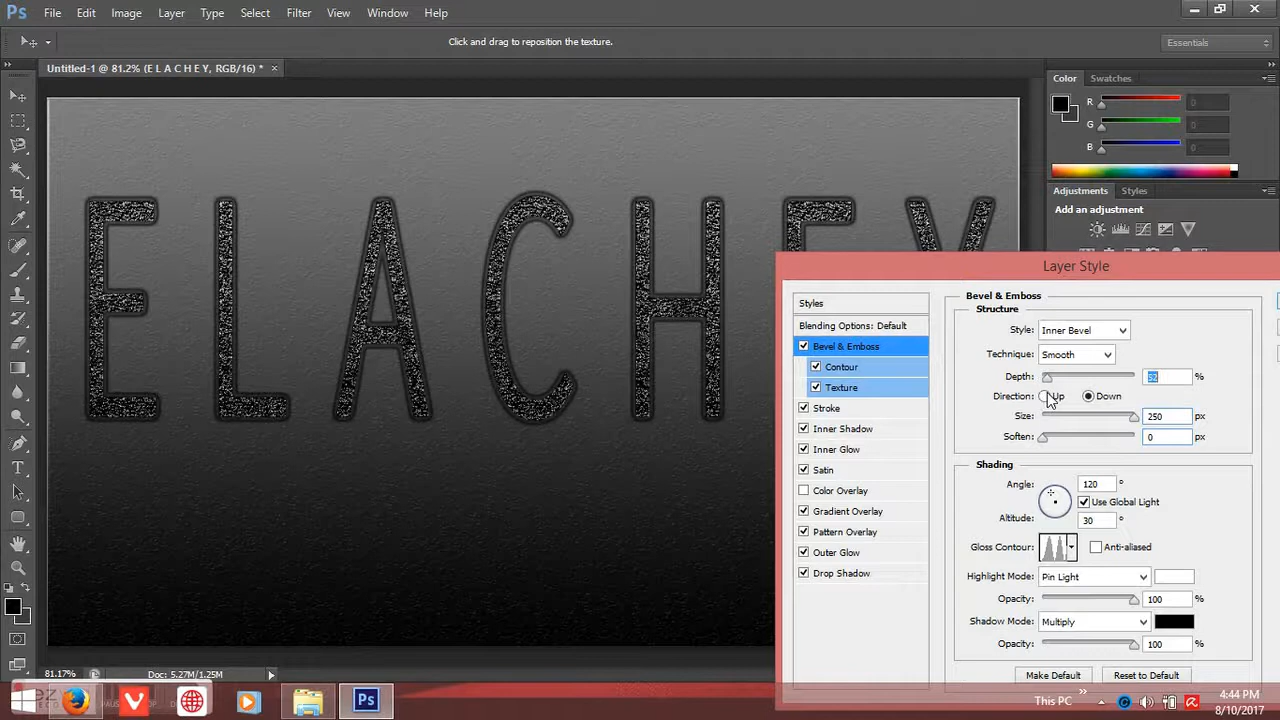 Ps File Edit Image Layer Type Select Filter View Window Help
Click and drag to reposition the texture.
Essentials
Untitled-1 @ 81.2% (E L A C H E Y, RGB/16) * ×
Color Swatches
R 0
G 0
B 0
Adjustments Styles
Add an adjustment
E L A C H E Y
Layer Style
Styles
Blending Options: Default
Bevel & Emboss
Contour
Texture
Stroke
Inner Shadow
Inner Glow
Satin
Color Overlay
Gradient Overlay
Pattern Overlay
Outer Glow
Drop Shadow
Bevel & Emboss
Structure
Style: Inner Bevel
Technique: Smooth
Depth: 52 %
Direction: Up Down
Size: 250 px
Soften: 0 px
Shading
Angle: 120 °
Use Global Light
Altitude: 30 °
Gloss Contour: Anti-aliased
Highlight Mode: Pin Light
Opacity: 100 %
Shadow Mode: Multiply
Opacity: 100 %
Make Default Reset to Default
81.17% Doc: 5.27M/1.25M
Ps
This PC
4:44 PM
8/10/2017